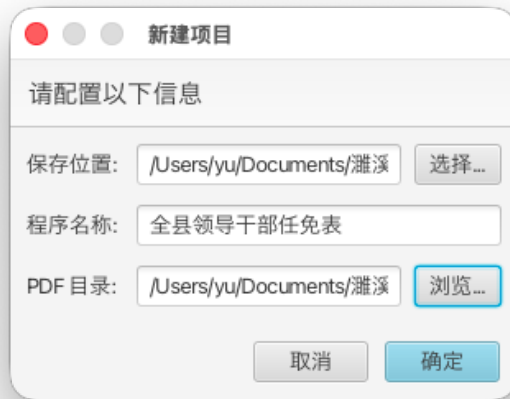 新建项目
请配置以下信息
保存位置: /Users/yu/Documents/濉溪 选择...
程序名称: 全县领导干部任免表
PDF 目录: /Users/yu/Documents/濉溪 浏览...
取消 确定